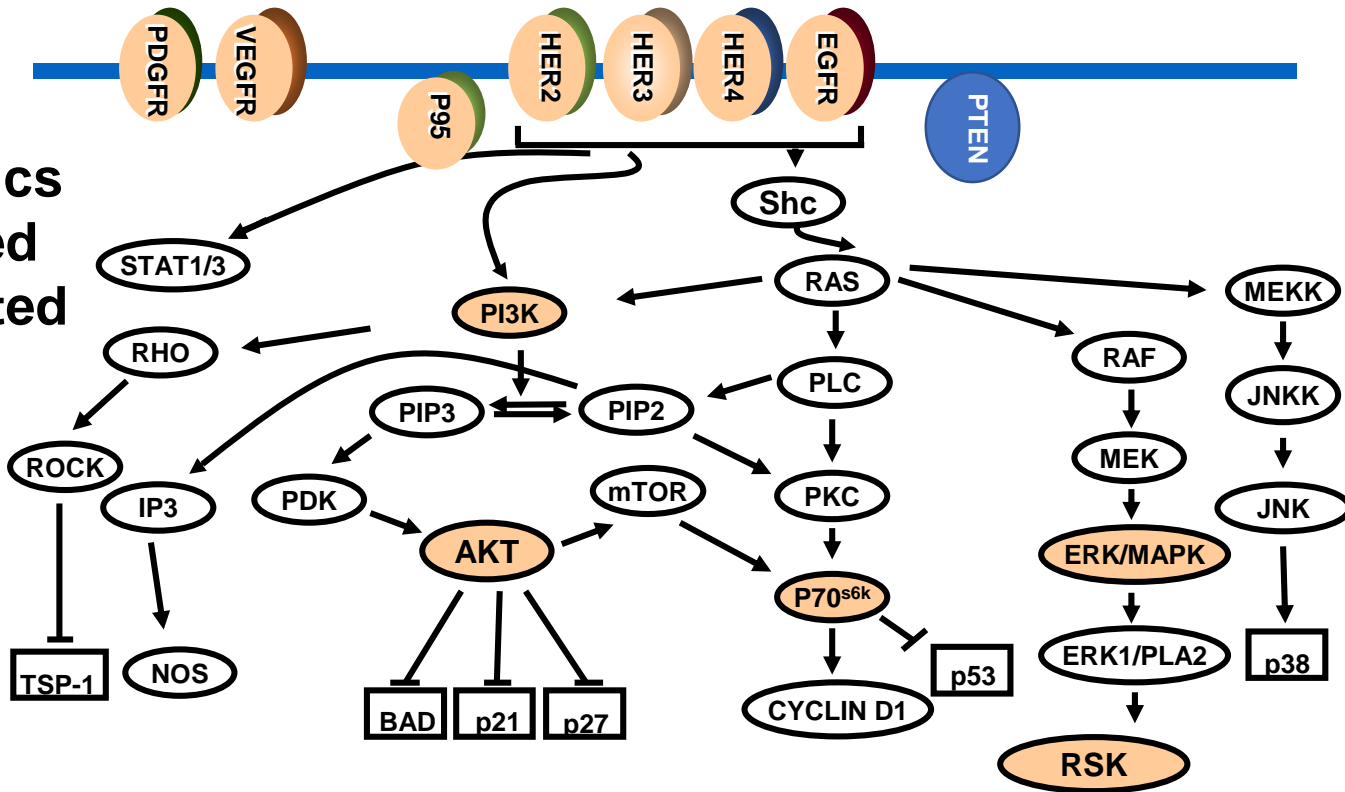 PDGFR
VEGFR
P95
HER2
HER3
HER4
EGFR
PTEN
cs
ed
ted
Shc
STAT1/3
RAS
MEKK
PI3K
RHO
RAF
PLC
JNKK
PIP3
PIP2
ROCK
MEK
IP3
PDK
mTOR
PKC
JNK
AKT
ERK/MAPK
P70s6k
TSP-1
NOS
ERK1/PLA2
p38
p53
BAD
p21
p27
CYCLIN D1
RSK